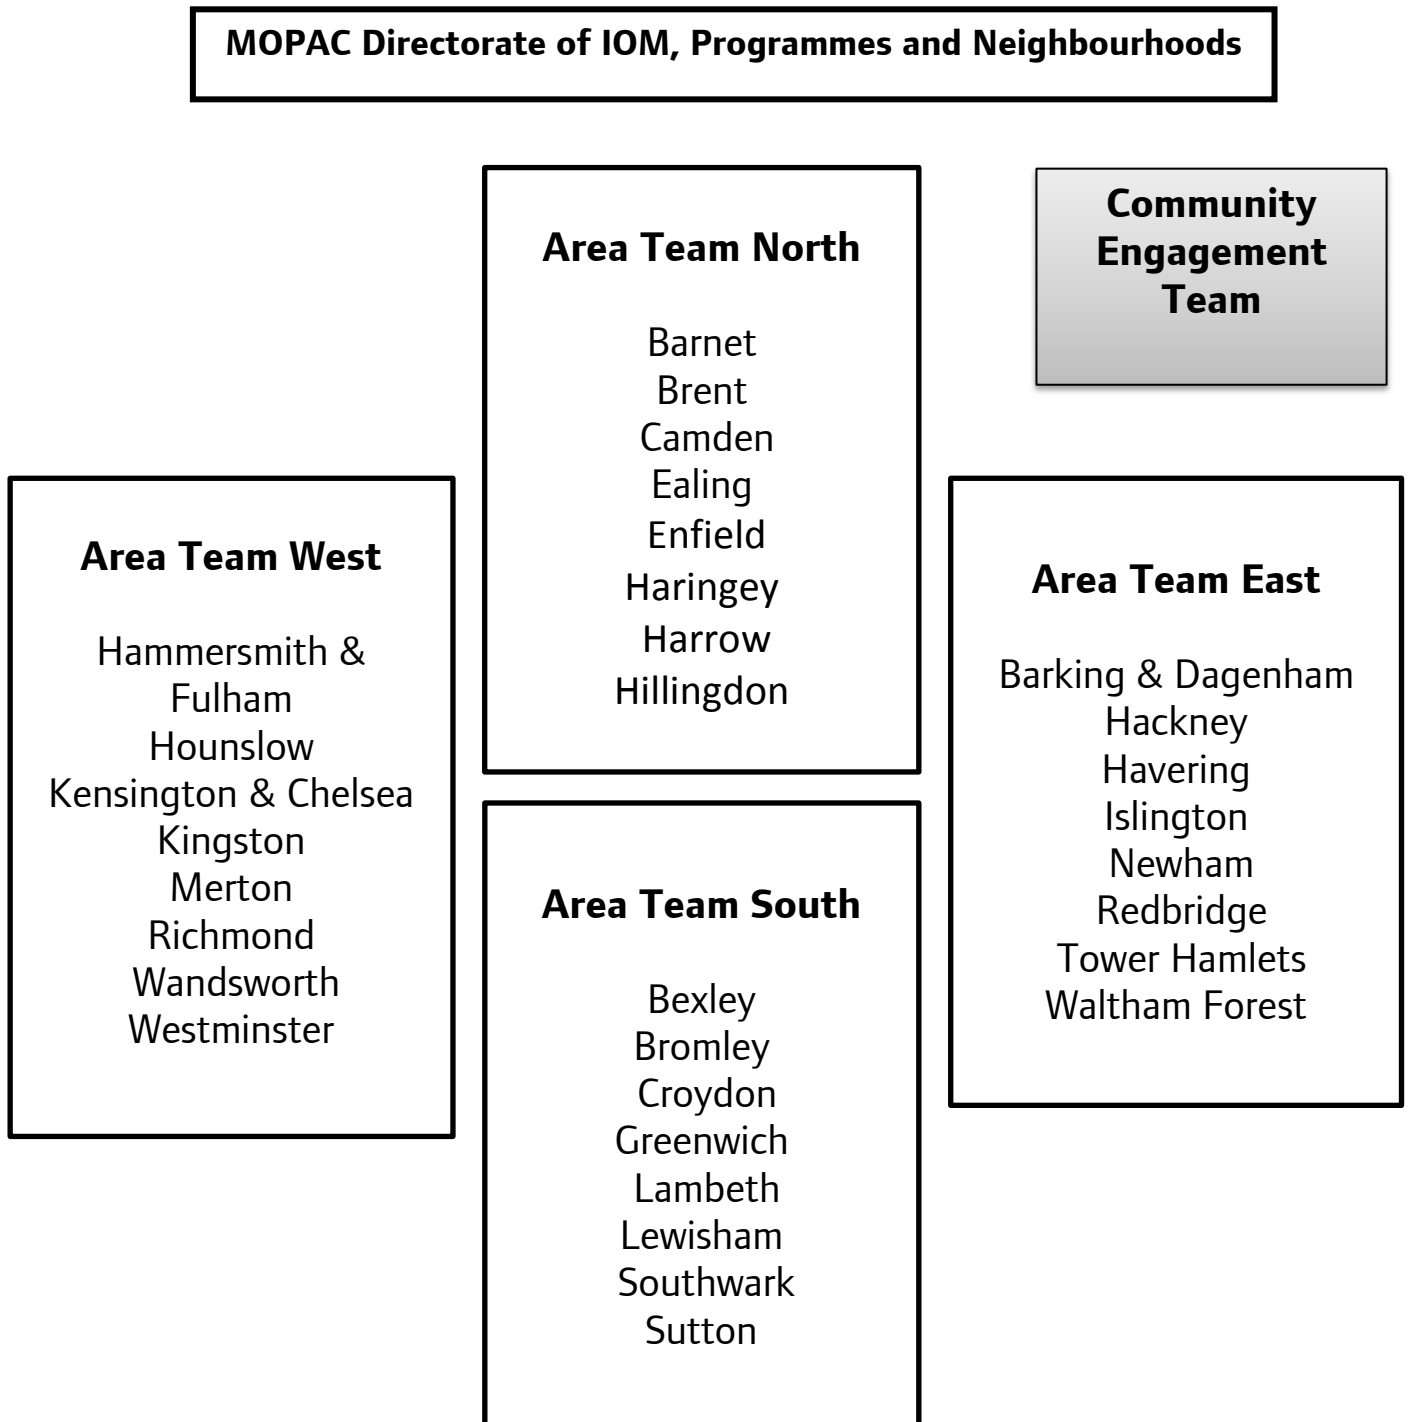 MOPAC Directorate of IOM, Programmes and Neighbourhoods
Area Team North
Barnet
Brent
Camden
Ealing
Enfield
Haringey
Harrow
Hillingdon
Community
Engagement
Team
Area Team West
Hammersmith &
Fulham
Hounslow
Kensington & Chelsea
Kingston
Merton
Richmond
Wandsworth
Westminster
Area Team East
Barking & Dagenham
Hackney
Havering
Islington
Newham
Redbridge
Tower Hamlets
Waltham Forest
Area Team South
Bexley
Bromley
Croydon
Greenwich
Lambeth
Lewisham
Southwark
Sutton